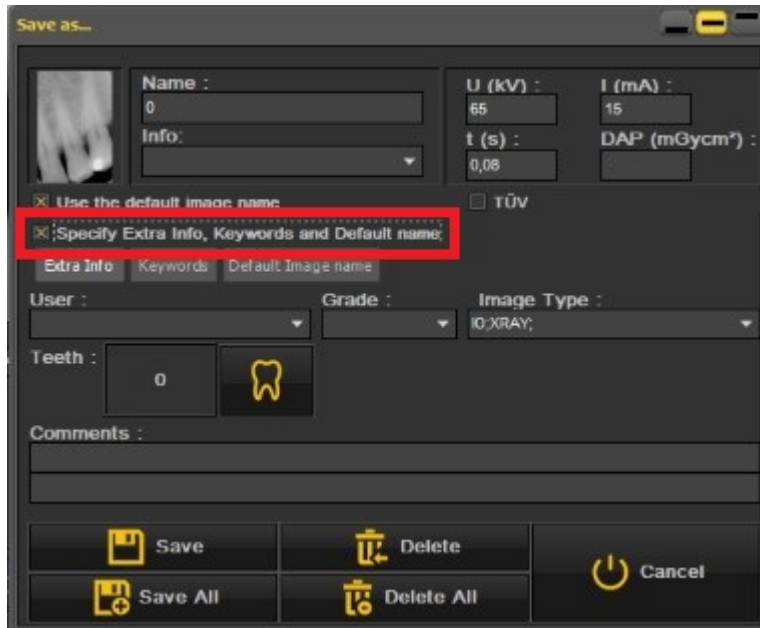 Save as...
Name :
0
Info:
U (kV) :
65
I (mA) :
15
t (s) :
0,08
DAP (mGycm²) :
Use the default image name
TÜV
Specify Extra Info, Keywords and Default name
Extra Info Keywords Default Image name
User :
Grade :
Image Type :
IO;XRAY;
Teeth :
0
Comments :
Save
Delete
Cancel
Save All
Delete All